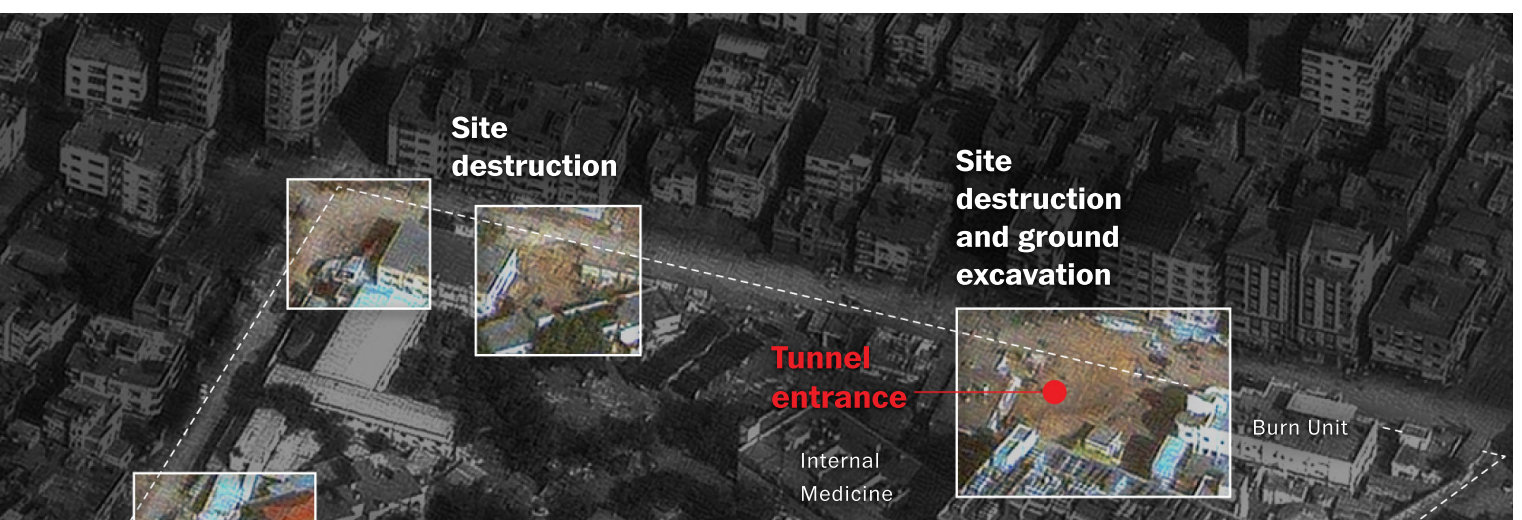 Site
destruction
Site
destruction
and ground
excavation
Tunnel
entrance
Burn Unit
Internal
Medicine